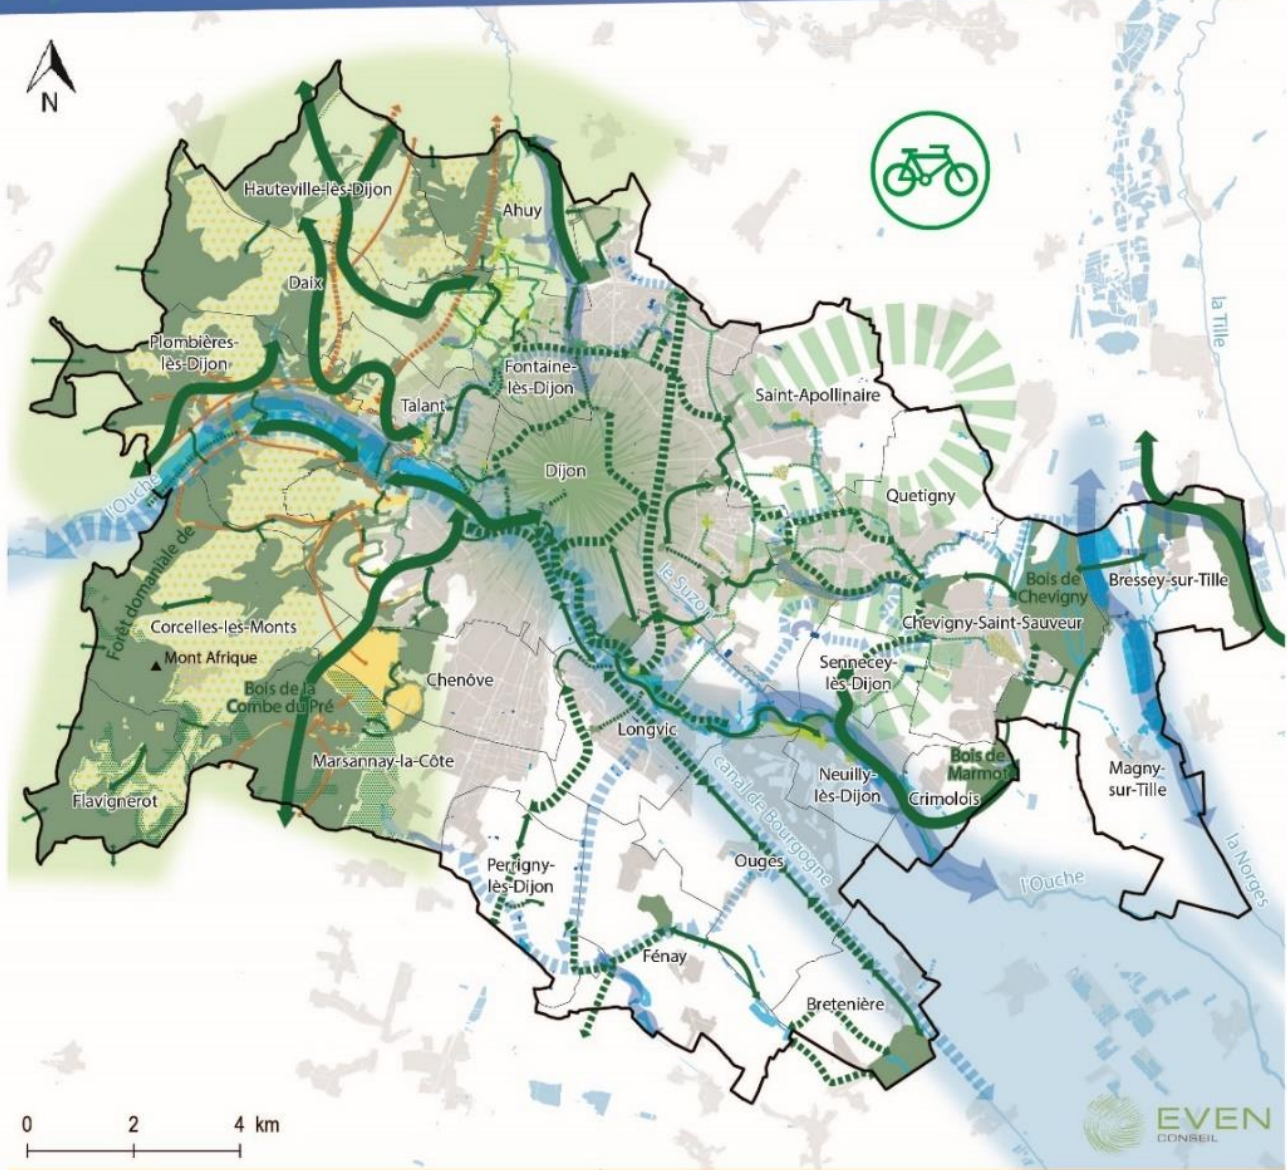 N
Hauteville-lès-Dijon
Ahuy
Daix
la Tille
Plombières-
lès-Dijon
Fontaine-
lès-Dijon
Talant
Saint-Apollinaire
Dijon
Quetigny
l'Ouche
Forêt domaniale de
le Suzon
Bois de
Chevigny
Bressey-sur-Tille
Corcelles-les-Monts
Chevigny-Saint-Sauveur
Mont Afrique
Sennecey-
lès-Dijon
Chenôve
Bois de la
Combe du Pré
Longvic
Marsannay-la-Côte
canal de Bourgogne
Bois de
Marmot
Neuilly-
lès-Dijon
Crimolois
Magny-
sur-Tille
Flavignerot
la Norges
Perrigny-
lès-Dijon
Ouges
l'Ouche
Fénay
Bretenière
0 2 4 km
EVEN
CONSEIL